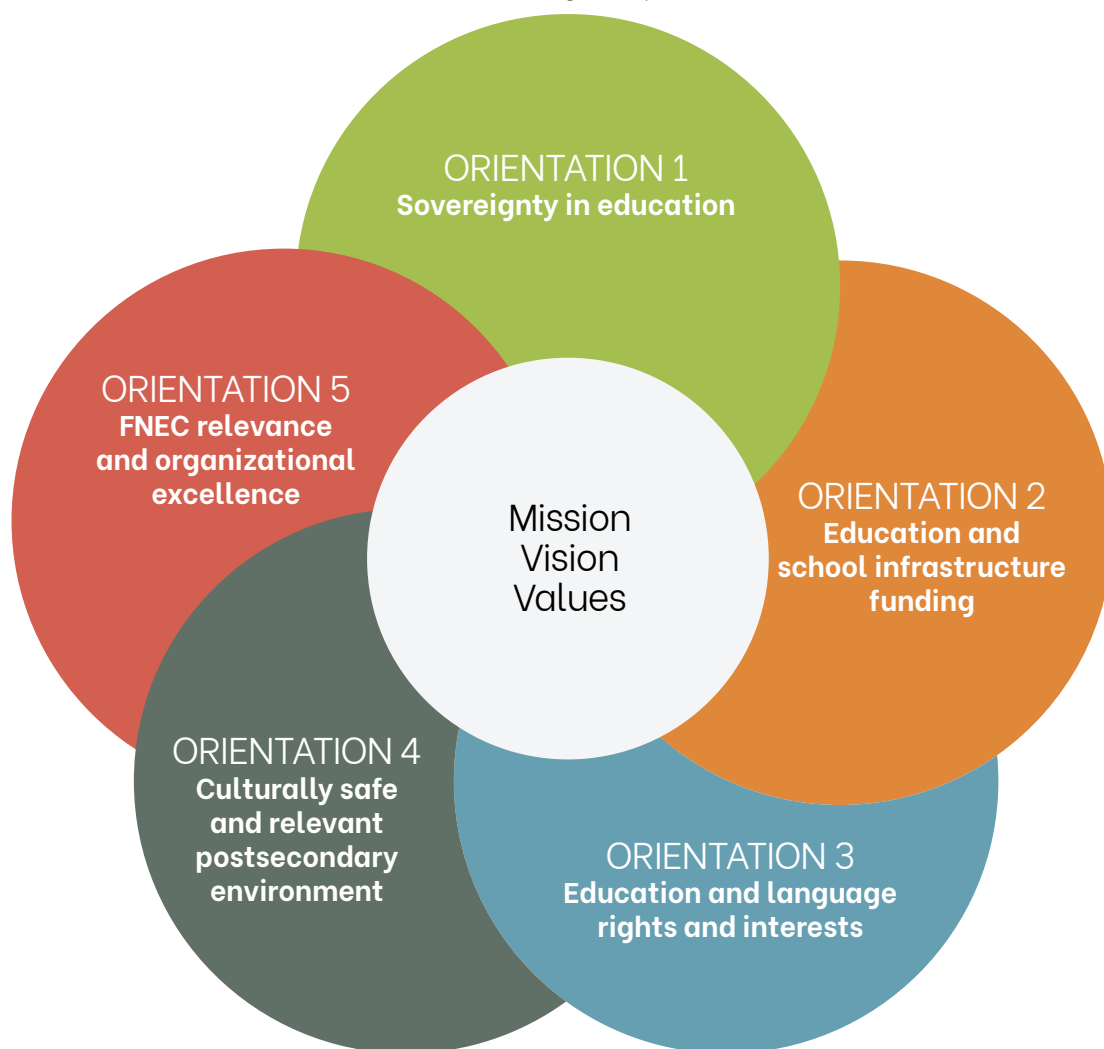 ORIENTATION 1
Sovereignty in education
ORIENTATION 2
Education and
school infrastructure
funding
ORIENTATION 3
Education and language
rights and interests
ORIENTATION 4
Culturally safe
and relevant
postsecondary
environment
ORIENTATION 5
FNEC relevance
and organizational
excellence
Mission
Vision
Values